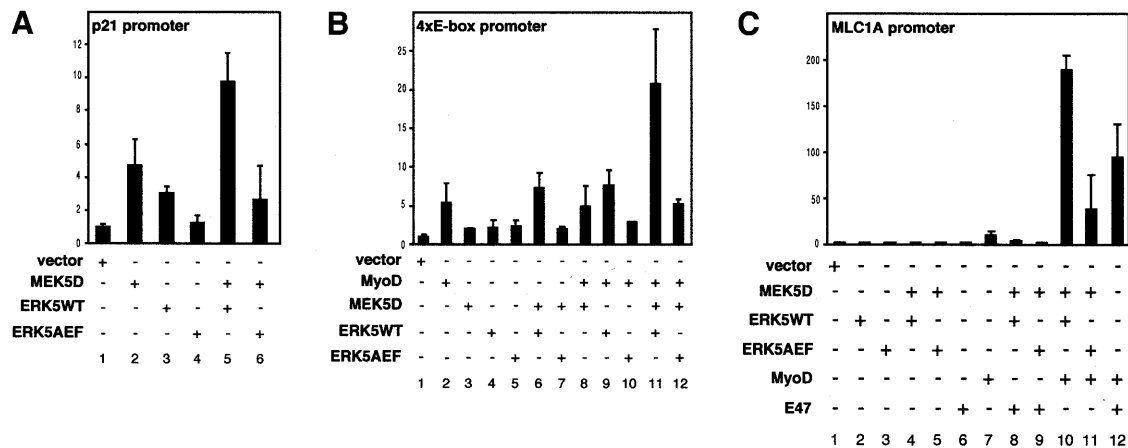 A
p21 promoter
12
10
8
6
4
2
0
vector + - - - - -
MEK5D - + - - + +
ERK5WT - - + - + -
ERK5AEF - - - + - +
1 2 3 4 5 6
B
4xE-box promoter
25
20
15
10
5
0
vector + - - - - - - - - - - -
MyoD - + - - - - - + + + + +
MEK5D - - + - - + + + - - + +
ERK5WT - - - + - + - - + - + -
ERK5AEF - - - - + - + - - + - +
1 2 3 4 5 6 7 8 9 10 11 12
C
MLC1A promoter
200
150
100
50
0
vector + - - - - - - - - - - -
MEK5D - - - + + - - + + + + -
ERK5WT - + - + - - - + - + - -
ERK5AEF - - + - + - - - + - + -
MyoD - - - - - - + - - + + +
E47 - - - - - + - + + - - +
1 2 3 4 5 6 7 8 9 10 11 12